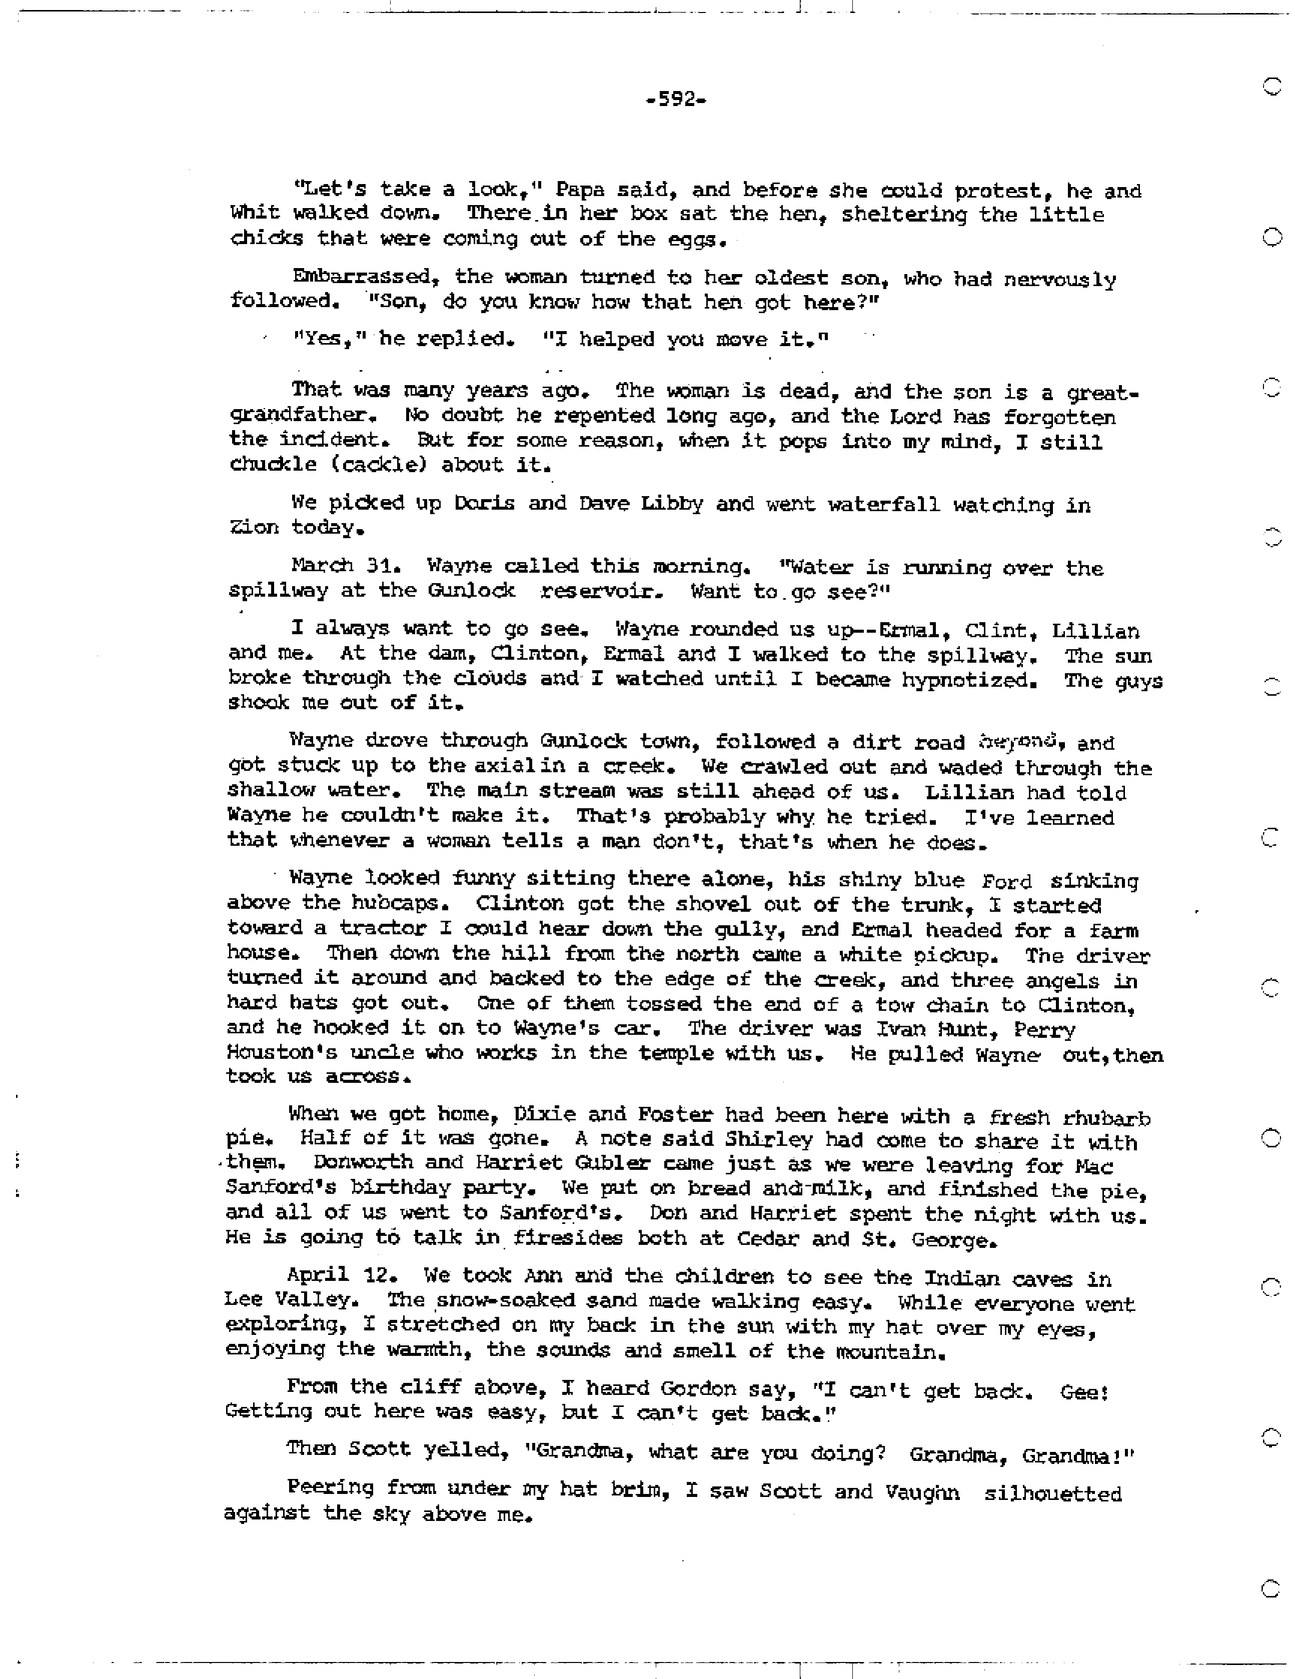 -592-
"Let's take a look," Papa said, and before she could protest, he and
Whit walked down. There in her box sat the hen, sheltering the little
chicks that were coming out of the eggs.
Embarrassed, the woman turned to her oldest son, who had nervously
followed. "Son, do you know how that hen got here?"
"Yes," he replied. "I helped you move it."
That was many years ago. The woman is dead, and the son is a great-
grandfather. No doubt he repented long ago, and the Lord has forgotten
the incident. But for some reason, when it pops into my mind, I still
chuckle (cackle) about it.
We picked up Doris and Dave Libby and went waterfall watching in
Zion today.
March 31. Wayne called this morning. "Water is running over the
spillway at the Gunlock reservoir. Want to go see?"
I always want to go see. Wayne rounded us up--Ermal, Clint, Lillian
and me. At the dam, Clinton, Ermal and I walked to the spillway. The sun
broke through the clouds and I watched until I became hypnotized. The guys
shook me out of it.
Wayne drove through Gunlock town, followed a dirt road beyond, and
got stuck up to the axial in a creek. We crawled out and waded through the
shallow water. The main stream was still ahead of us. Lillian had told
Wayne he couldn't make it. That's probably why he tried. I've learned
that whenever a woman tells a man don't, that's when he does.
Wayne looked funny sitting there alone, his shiny blue Ford sinking
above the hubcaps. Clinton got the shovel out of the trunk, I started
toward a tractor I could hear down the gully, and Ermal headed for a farm
house. Then down the hill from the north came a white pickup. The driver
turned it around and backed to the edge of the creek, and three angels in
hard hats got out. One of them tossed the end of a tow chain to Clinton,
and he hooked it on to Wayne's car. The driver was Ivan Hunt, Perry
Houston's uncle who works in the temple with us. He pulled Wayne out,then
took us across.
When we got home, Dixie and Foster had been here with a fresh rhubarb
pie. Half of it was gone. A note said Shirley had come to share it with
them. Donworth and Harriet Gubler came just as we were leaving for Mac
Sanford's birthday party. We put on bread and milk, and finished the pie,
and all of us went to Sanford's. Don and Harriet spent the night with us.
He is going to talk in firesides both at Cedar and St. George.
April 12. We took Ann and the children to see the Indian caves in
Lee Valley. The snow-soaked sand made walking easy. While everyone went
exploring, I stretched on my back in the sun with my hat over my eyes,
enjoying the warmth, the sounds and smell of the mountain.
From the cliff above, I heard Gordon say, "I can't get back. Gee!
Getting out here was easy, but I can't get back."
Then Scott yelled, "Grandma, what are you doing? Grandma, Grandma!"
Peering from under my hat brim, I saw Scott and Vaughn silhouetted
against the sky above me.